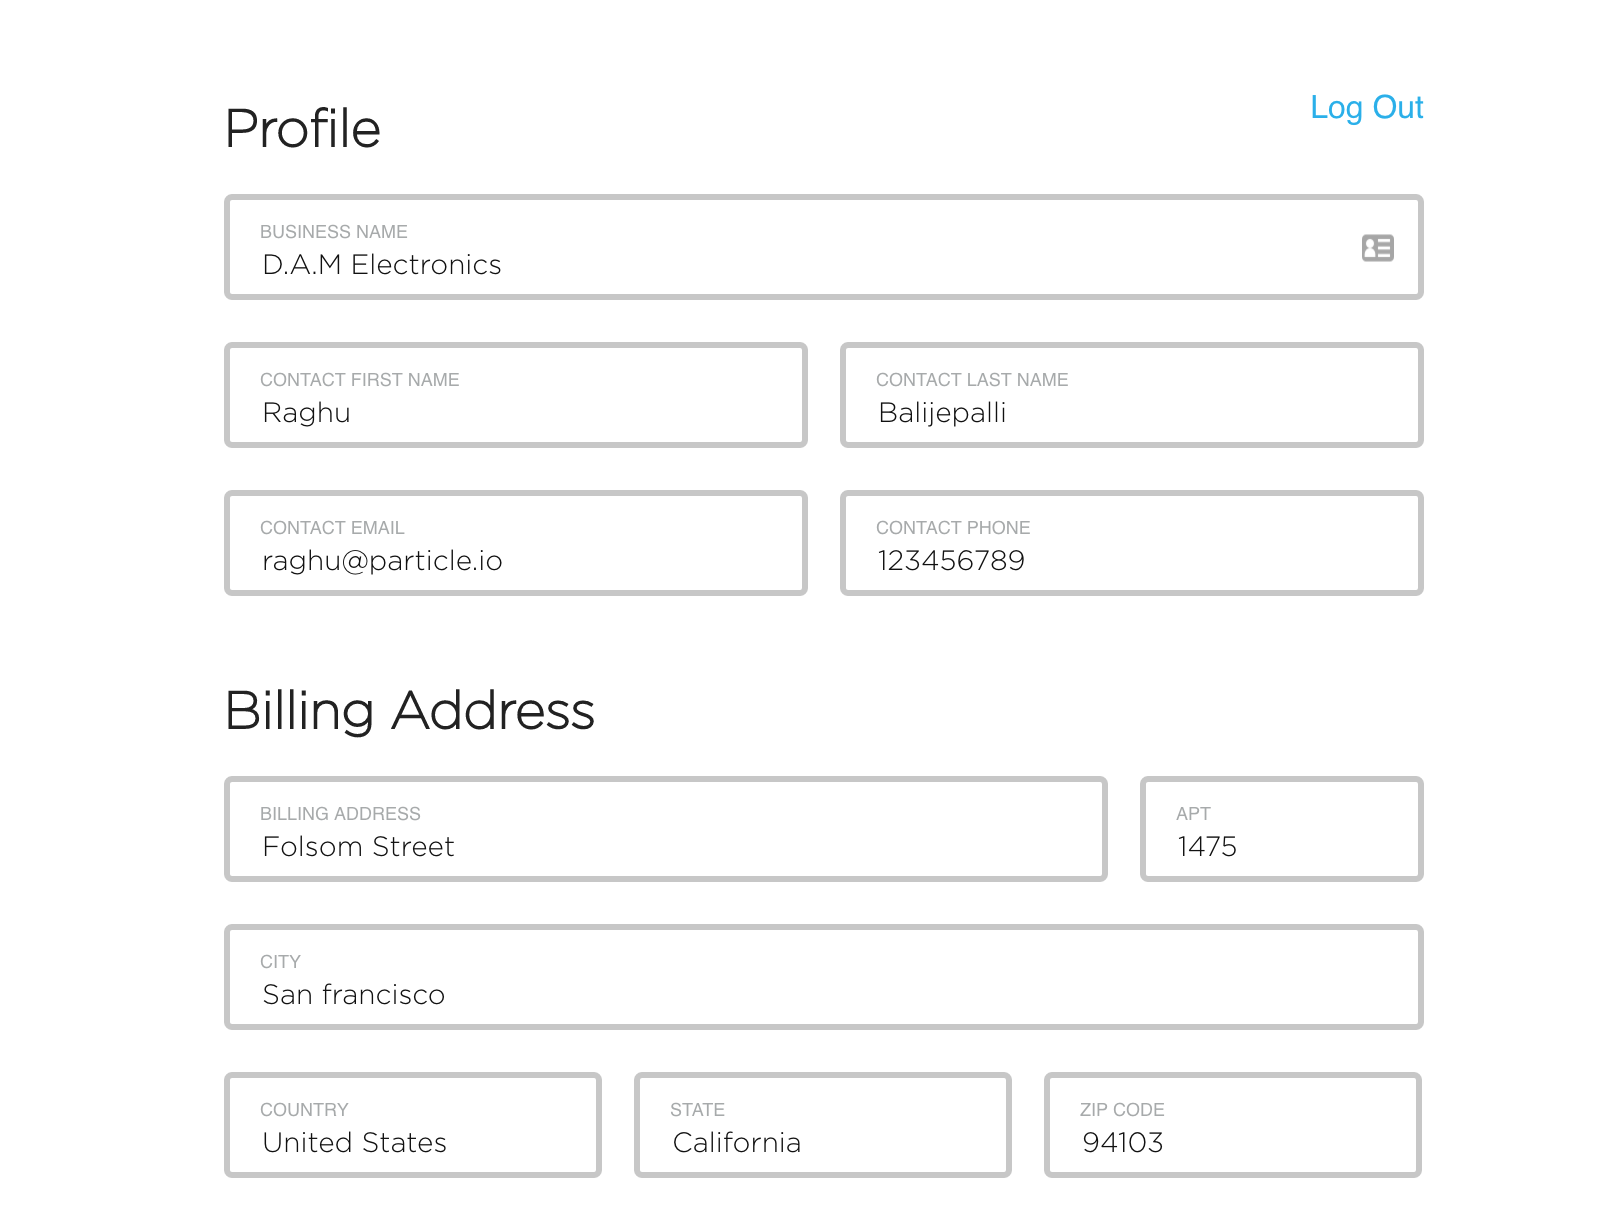 Profile
Log Out
BUSINESS NAME
D.A.M Electronics
CONTACT FIRST NAME
Raghu
CONTACT LAST NAME
Balijepalli
CONTACT EMAIL
raghu@particle.io
CONTACT PHONE
123456789
Billing Address
BILLING ADDRESS
Folsom Street
APT
1475
CITY
San francisco
COUNTRY
United States
STATE
California
ZIP CODE
94103